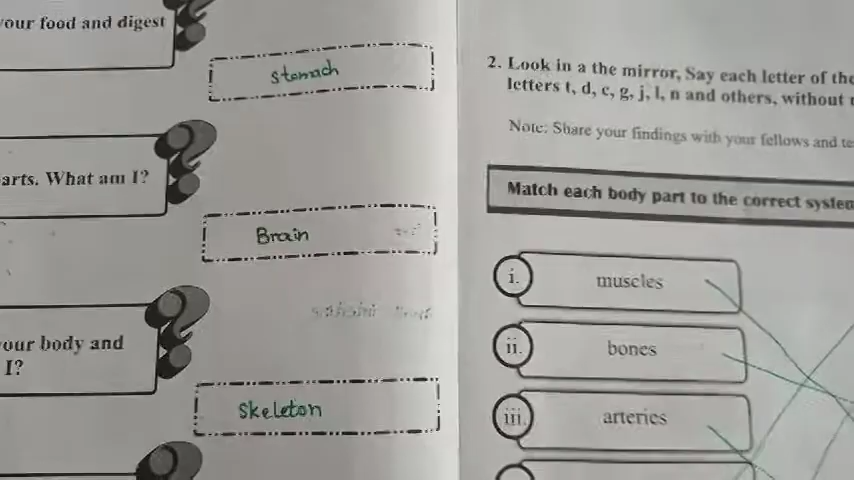 our food and digest
stomach
arts. What am I?
Brain
our body and
I?
skeleton
2. Look in a the mirror, Say each letter of the
letters t, d, c, g, j, l, n and others, without
Note: Share your findings with your fellows and te
Match each body part to the correct system
i. muscles
ii. bones
iii. arteries